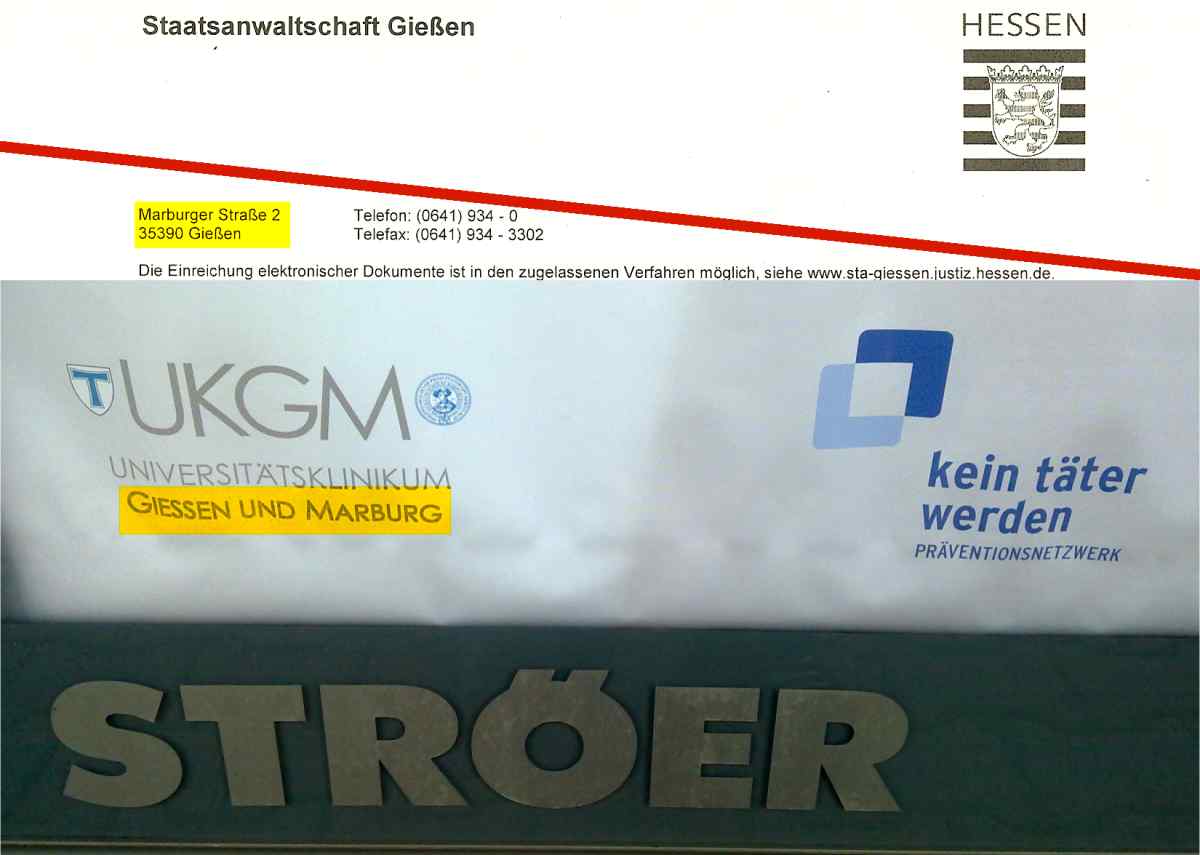 Staatsanwaltschaft Gießen
HESSEN
Marburger Straße 2
35390 Gießen
Telefon: (0641) 934 - 0
Telefax: (0641) 934 - 3302
Die Einreichung elektronischer Dokumente ist in den zugelassenen Verfahren möglich, siehe www.sta-giessen.justiz.hessen.de.
T UKGM
UNIVERSITÄTSKLINIKUM
GIESSEN UND MARBURG
kein täter
werden
PRÄVENTIONSNETZWERK
STRÖER